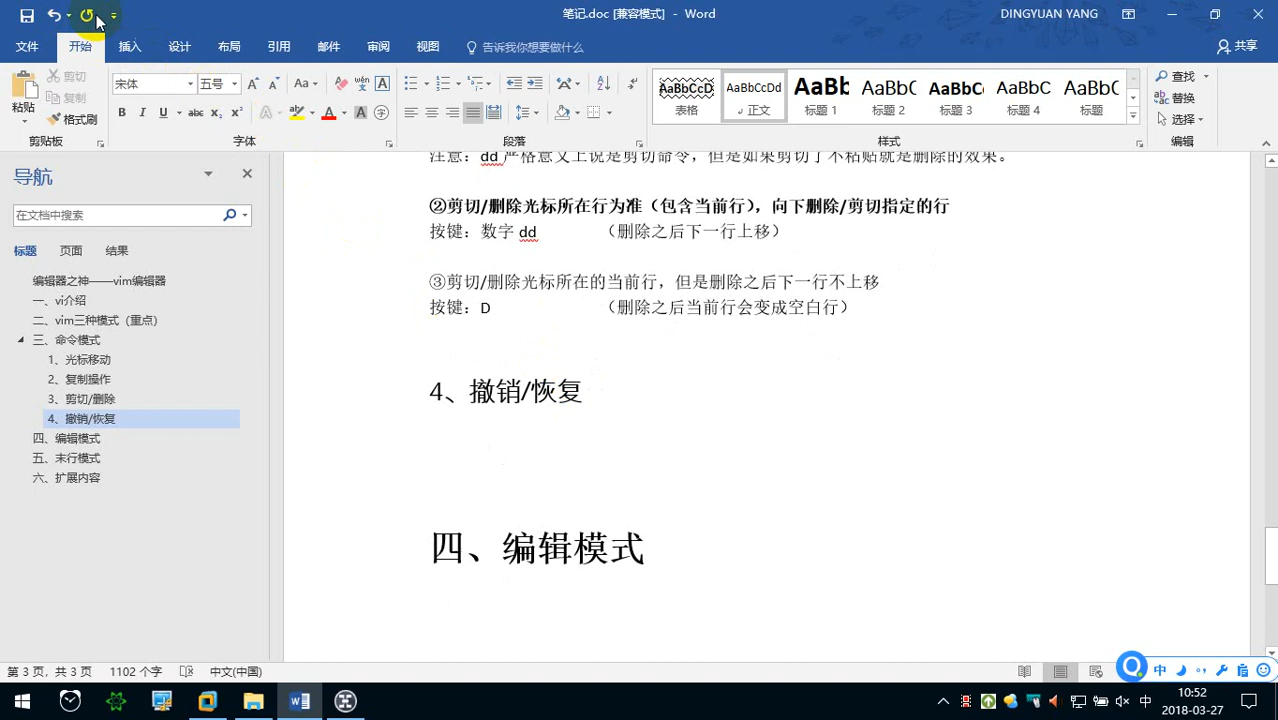 笔记.doc [兼容模式] - Word
DINGYUAN YANG
文件 开始 插入 设计 布局 引用 邮件 审阅 视图 告诉我你想要做什么 共享
粘贴 剪切 复制 格式刷
宋体 五号
AaBbCcD AaBbCcDd AaBb AaBbC AaBbC AaBbC AaBbC
表格 正文 标题 1 标题 2 标题 3 标题 4 标题
查找 替换 选择
剪贴板 字体 段落 样式 编辑
导航
在文档中搜索
标题 页面 结果
编辑器之神——vim编辑器
一、vi介绍
二、vim三种模式（重点）
三、命令模式
1、光标移动
2、复制操作
3、剪切/删除
4、撤销/恢复
四、编辑模式
五、末行模式
六、扩展内容
注意：dd 严格意义上说是剪切命令，但是如果剪切了不粘贴就是删除的效果。
②剪切/删除光标所在行为准（包含当前行），向下删除/剪切指定的行
按键：数字 dd （删除之后下一行上移）
③剪切/删除光标所在的当前行，但是删除之后下一行不上移
按键：D （删除之后当前行会变成空白行）
4、撤销/恢复
四、编辑模式
第 3 页，共 3 页 1102 个字 中文(中国)
中
中 10:52
2018-03-27